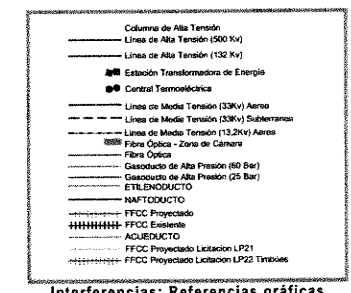 Columna de Alta Tensión
Línea de Alta Tensión (500 Kv)
Línea de Alta Tensión (132 Kv)
Estación Transformadora de Energía
Central Termoeléctrica
Línea de Media Tensión (33Kv) Aereo
Línea de Media Tensión (33Kv) Subterranea
Línea de Media Tensión (13,2Kv) Aereo
Fibra Óptica - Zona de Cámara
Fibra Óptica
Gasoducto de Alta Presión (60 Bar)
Gasoducto de Alta Presión (25 Bar)
ETILENODUCTO
NAFTODUCTO
FFCC Proyectado
FFCC Existente
ACUEDUCTO
FFCC Proyectado Licitacion LP21
FFCC Proyectado Licitacion LP22 Timbúes
Interferencias: Referencias gráficas